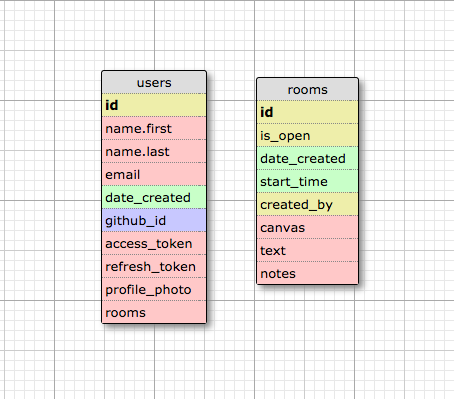 users
id
name.first
name.last
email
date_created
github_id
access_token
refresh_token
profile_photo
rooms
rooms
id
is_open
date_created
start_time
created_by
canvas
text
notes